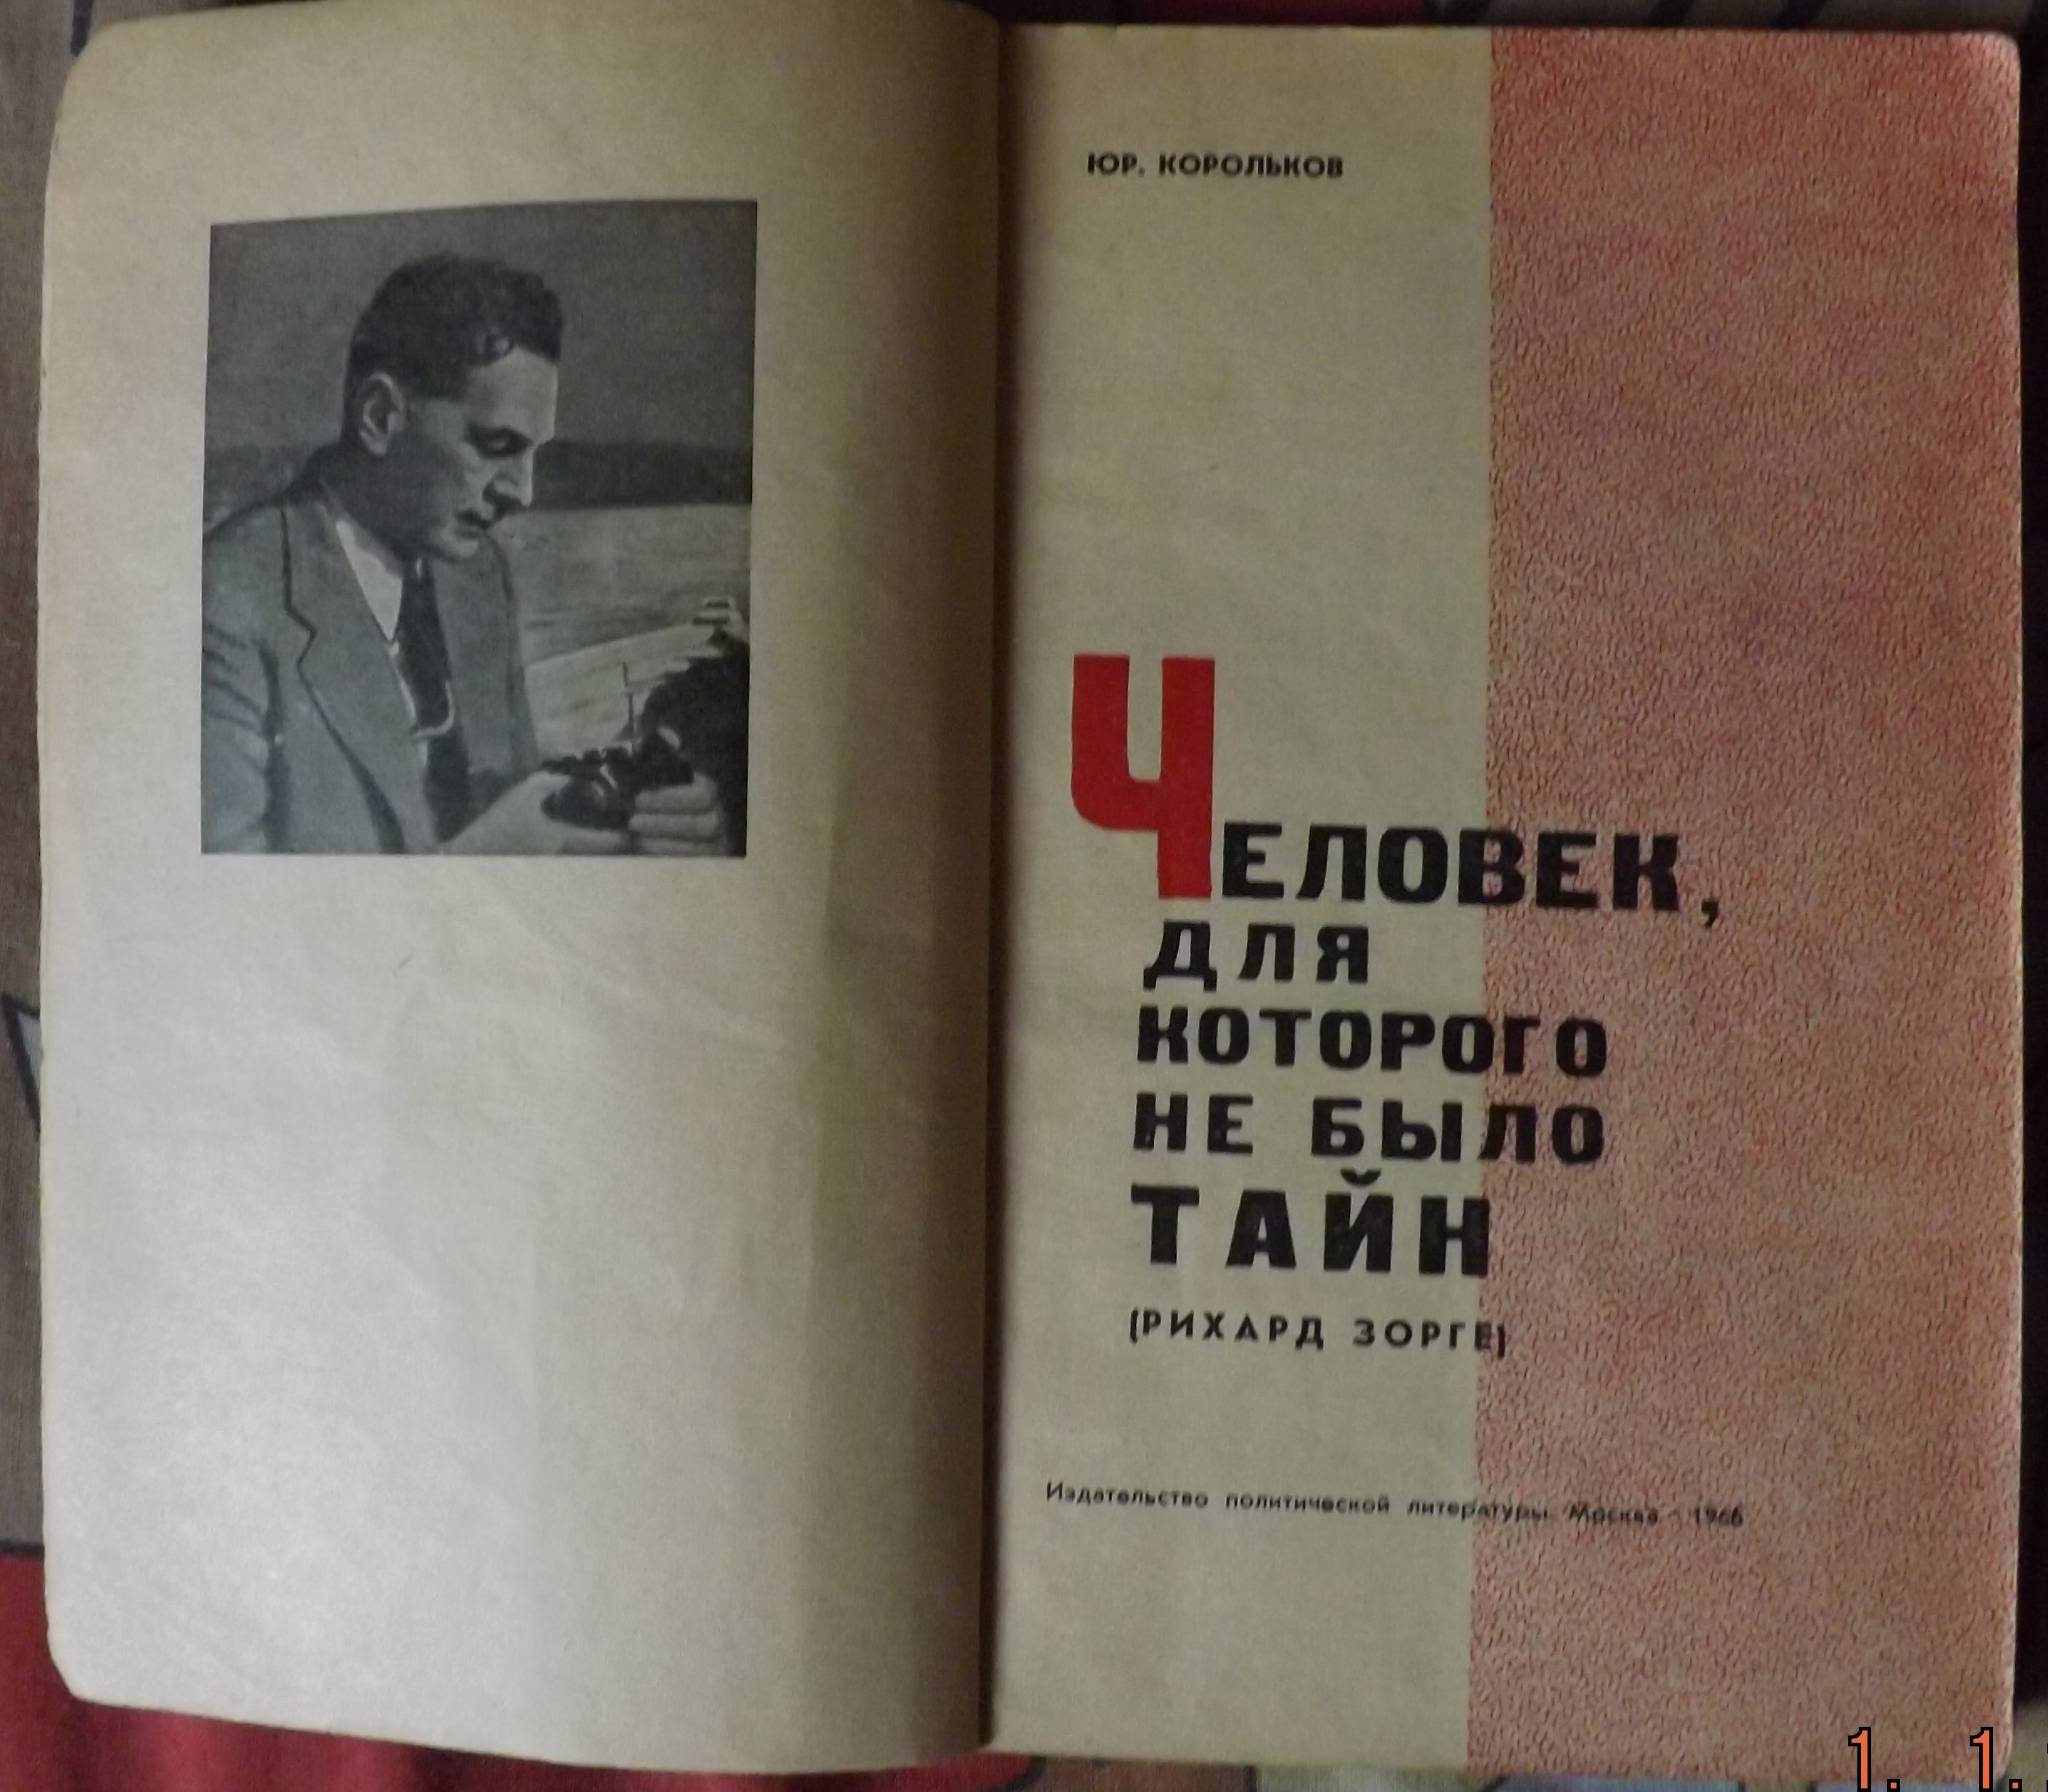 ЮР. КОРОЛЬКОВ
ЧЕЛОВЕК,
ДЛЯ
КОТОРОГО
НЕ БЫЛО
ТАЙН
(РИХАРД ЗОРГЕ)
Издательство политической литературы Москва 1966
1. 1.